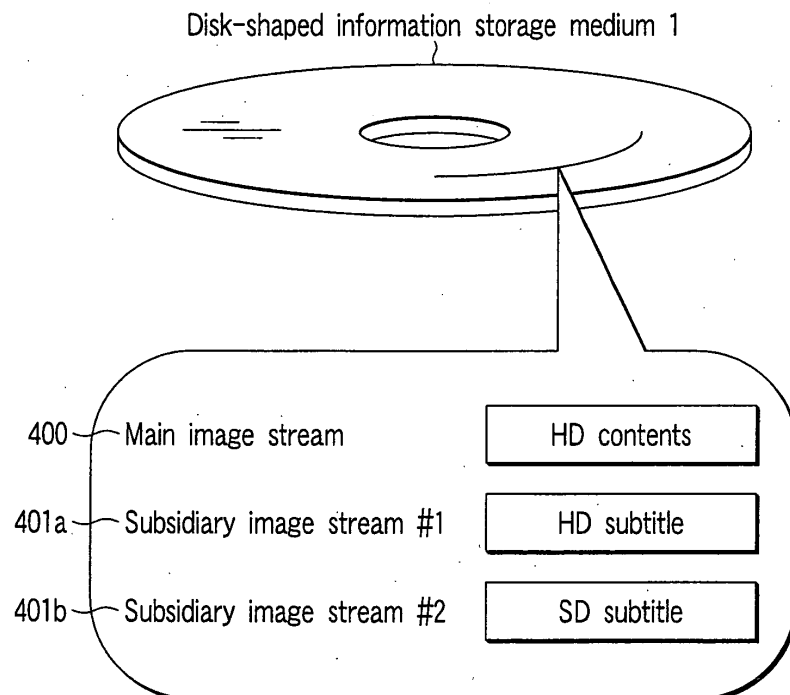 Disk-shaped information storage medium 1
400 Main image stream HD contents
401a Subsidiary image stream #1 HD subtitle
401b Subsidiary image stream #2 SD subtitle